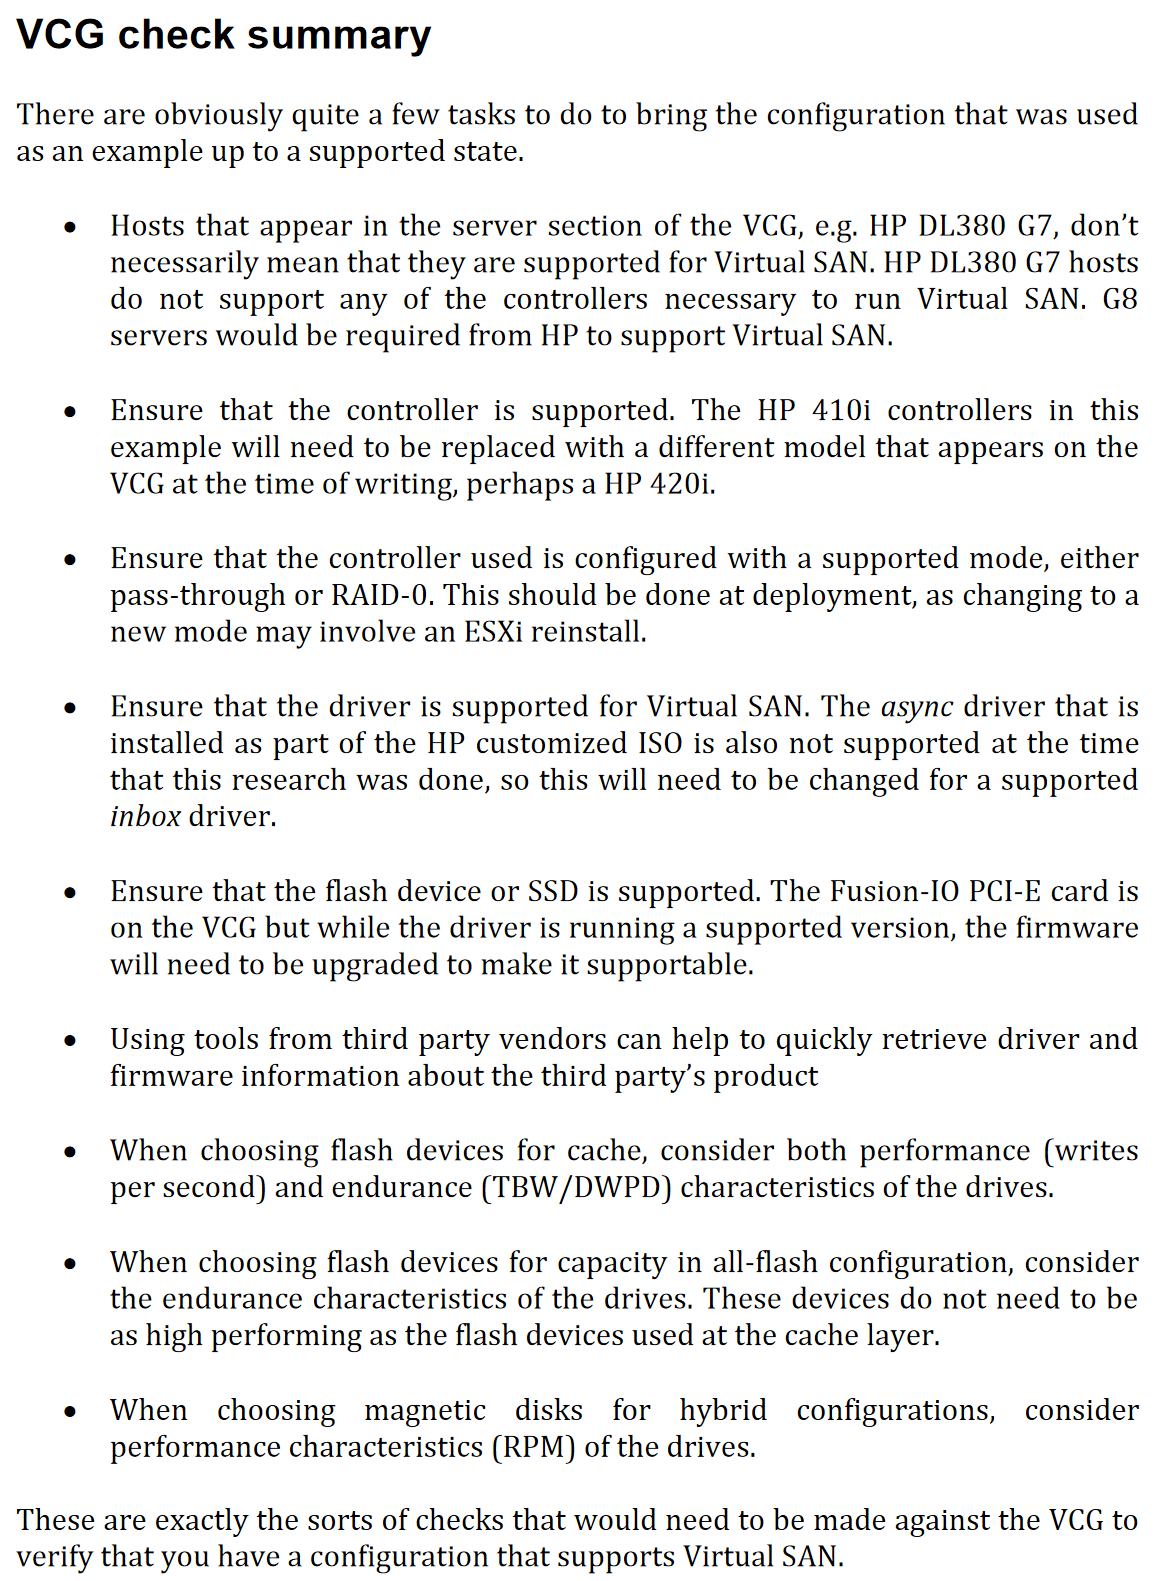 VCG check summary
There are obviously quite a few tasks to do to bring the configuration that was used
as an example up to a supported state.
• Hosts that appear in the server section of the VCG, e.g. HP DL380 G7, don’t
necessarily mean that they are supported for Virtual SAN. HP DL380 G7 hosts
do not support any of the controllers necessary to run Virtual SAN. G8
servers would be required from HP to support Virtual SAN.
• Ensure that the controller is supported. The HP 410i controllers in this
example will need to be replaced with a different model that appears on the
VCG at the time of writing, perhaps a HP 420i.
• Ensure that the controller used is configured with a supported mode, either
pass-through or RAID-0. This should be done at deployment, as changing to a
new mode may involve an ESXi reinstall.
• Ensure that the driver is supported for Virtual SAN. The async driver that is
installed as part of the HP customized ISO is also not supported at the time
that this research was done, so this will need to be changed for a supported
inbox driver.
• Ensure that the flash device or SSD is supported. The Fusion-IO PCI-E card is
on the VCG but while the driver is running a supported version, the firmware
will need to be upgraded to make it supportable.
• Using tools from third party vendors can help to quickly retrieve driver and
firmware information about the third party’s product
• When choosing flash devices for cache, consider both performance (writes
per second) and endurance (TBW/DWPD) characteristics of the drives.
• When choosing flash devices for capacity in all-flash configuration, consider
the endurance characteristics of the drives. These devices do not need to be
as high performing as the flash devices used at the cache layer.
• When choosing magnetic disks for hybrid configurations, consider
performance characteristics (RPM) of the drives.
These are exactly the sorts of checks that would need to be made against the VCG to
verify that you have a configuration that supports Virtual SAN.